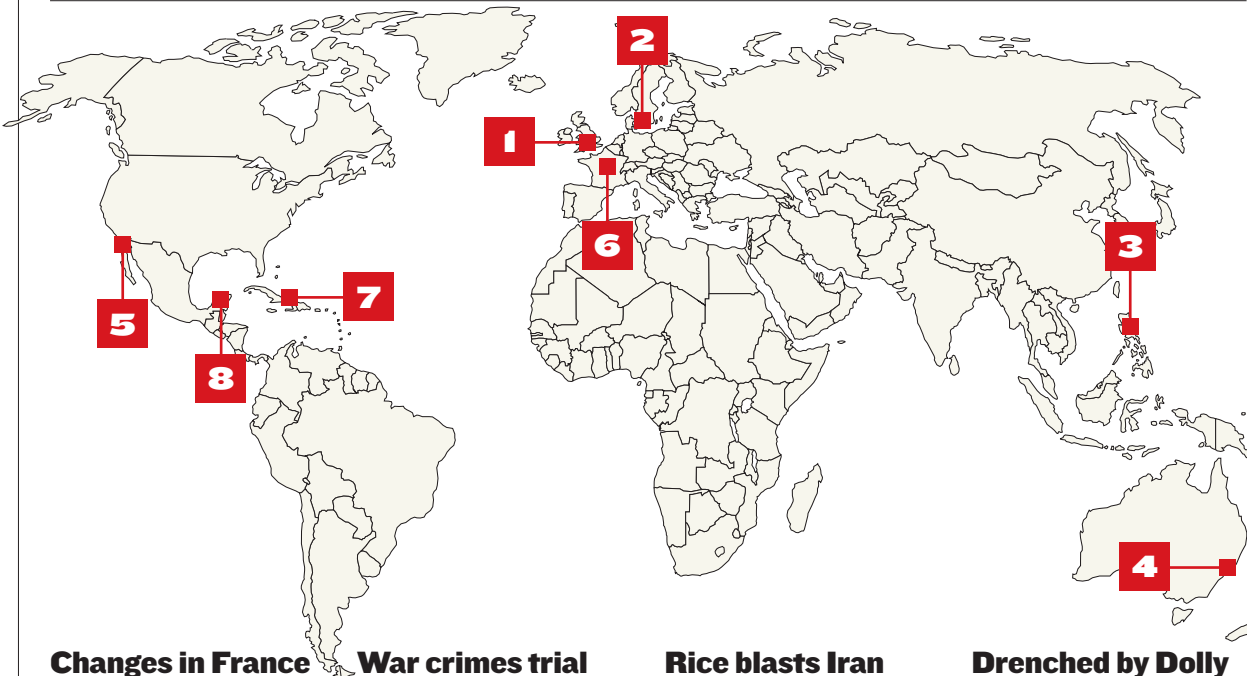 2
1
3
6
7
5
8
4
Changes in France
War crimes trial
Rice blasts Iran
Drenched by Dolly